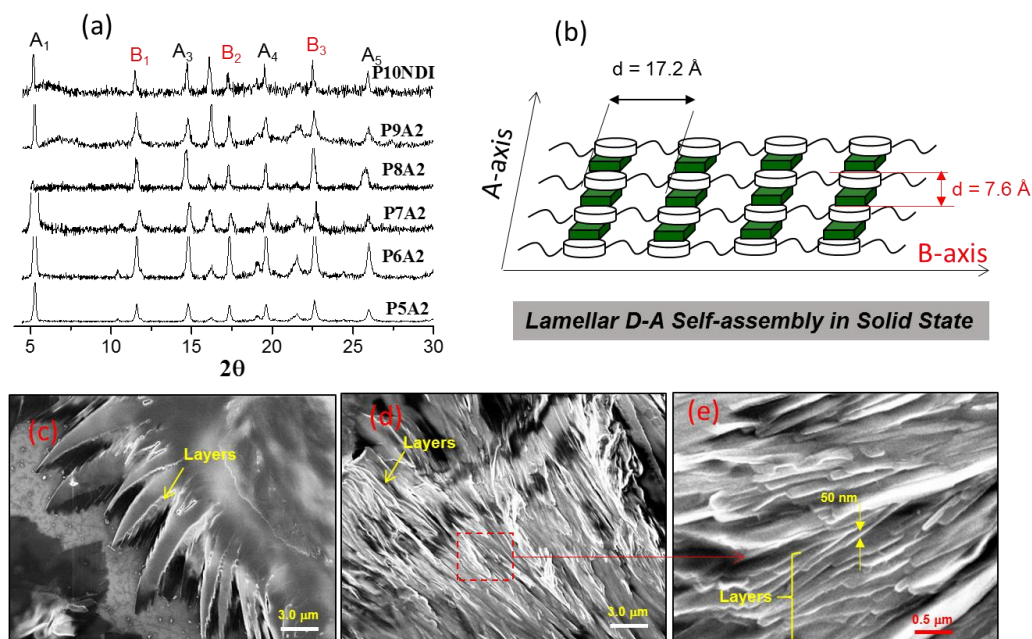 (a)
A₁
B₁
A₃
B₂
A₄
B₃
A₅
P10NDI
P9A2
P8A2
P7A2
P6A2
P5A2
5 10 15 20 25 30
2θ
(b)
d = 17.2 Å
A-axis
d = 7.6 Å
B-axis
Lamellar D-A Self-assembly in Solid State
(c)
Layers
3.0 μm
(d)
Layers
3.0 μm
(e)
50 nm
Layers
0.5 μm